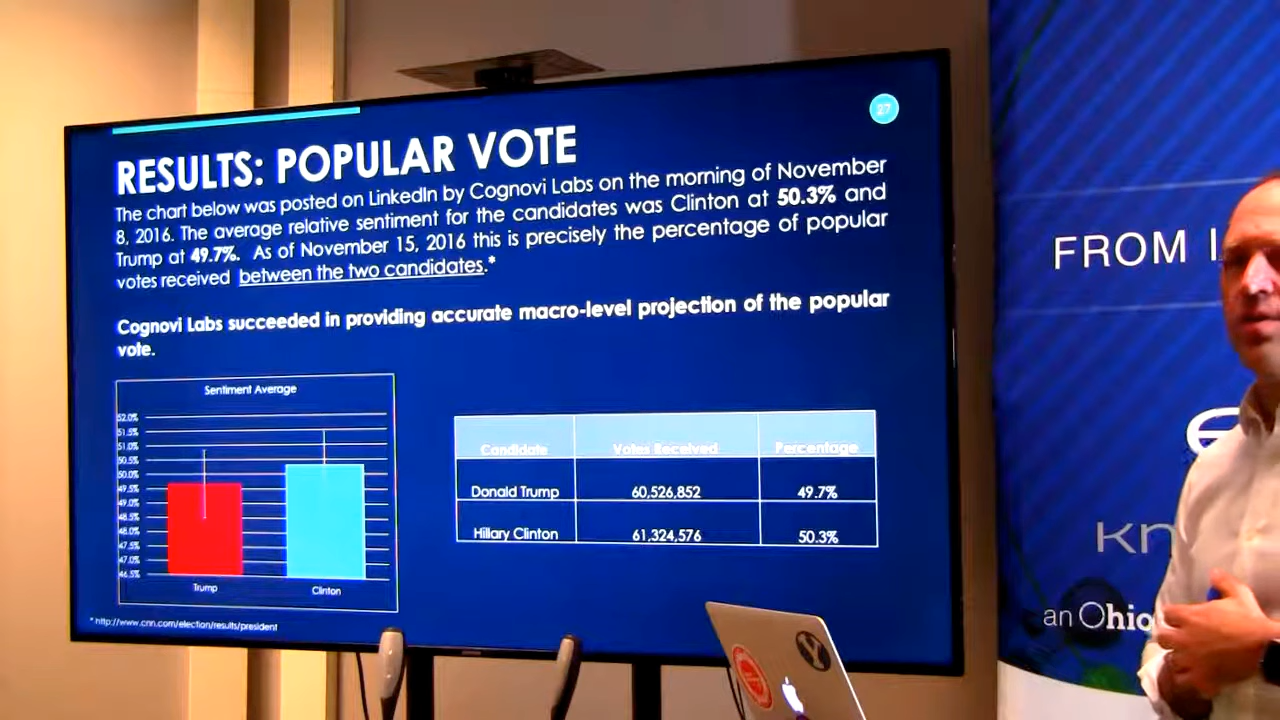 27
RESULTS: POPULAR VOTE
The chart below was posted on LinkedIn by Cognovi Labs on the morning of November
8, 2016. The average relative sentiment for the candidates was Clinton at 50.3% and
Trump at 49.7%. As of November 15, 2016 this is precisely the percentage of popular
votes received between the two candidates.*
Cognovi Labs succeeded in providing accurate macro-level projection of the popular
vote.
Sentiment Average
52.0%
51.5%
51.0%
50.5%
50.0%
49.5%
49.0%
48.5%
48.0%
47.5%
47.0%
46.5%
Trump Clinton
Candidate Votes Received Percentage
Donald Trump 60,526,852 49.7%
Hillary Clinton 61,324,576 50.3%
* http://www.cnn.com/election/results/president
FROM
an Ohio